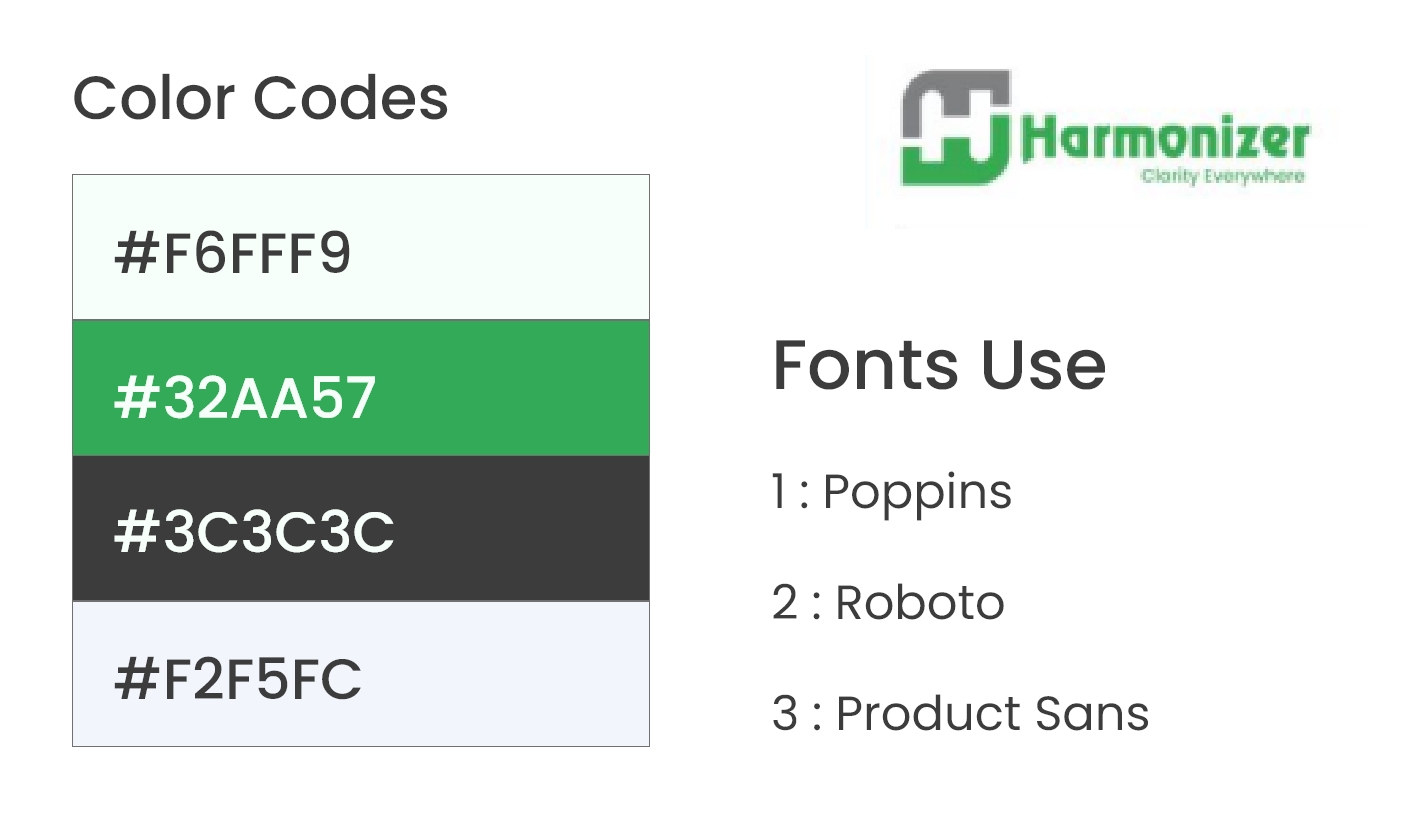 Color Codes
#F6FFF9
#32AA57
#3C3C3C
#F2F5FC
Harmonizer
Clarity Everywhere
Fonts Use
1 : Poppins
2 : Roboto
3 : Product Sans